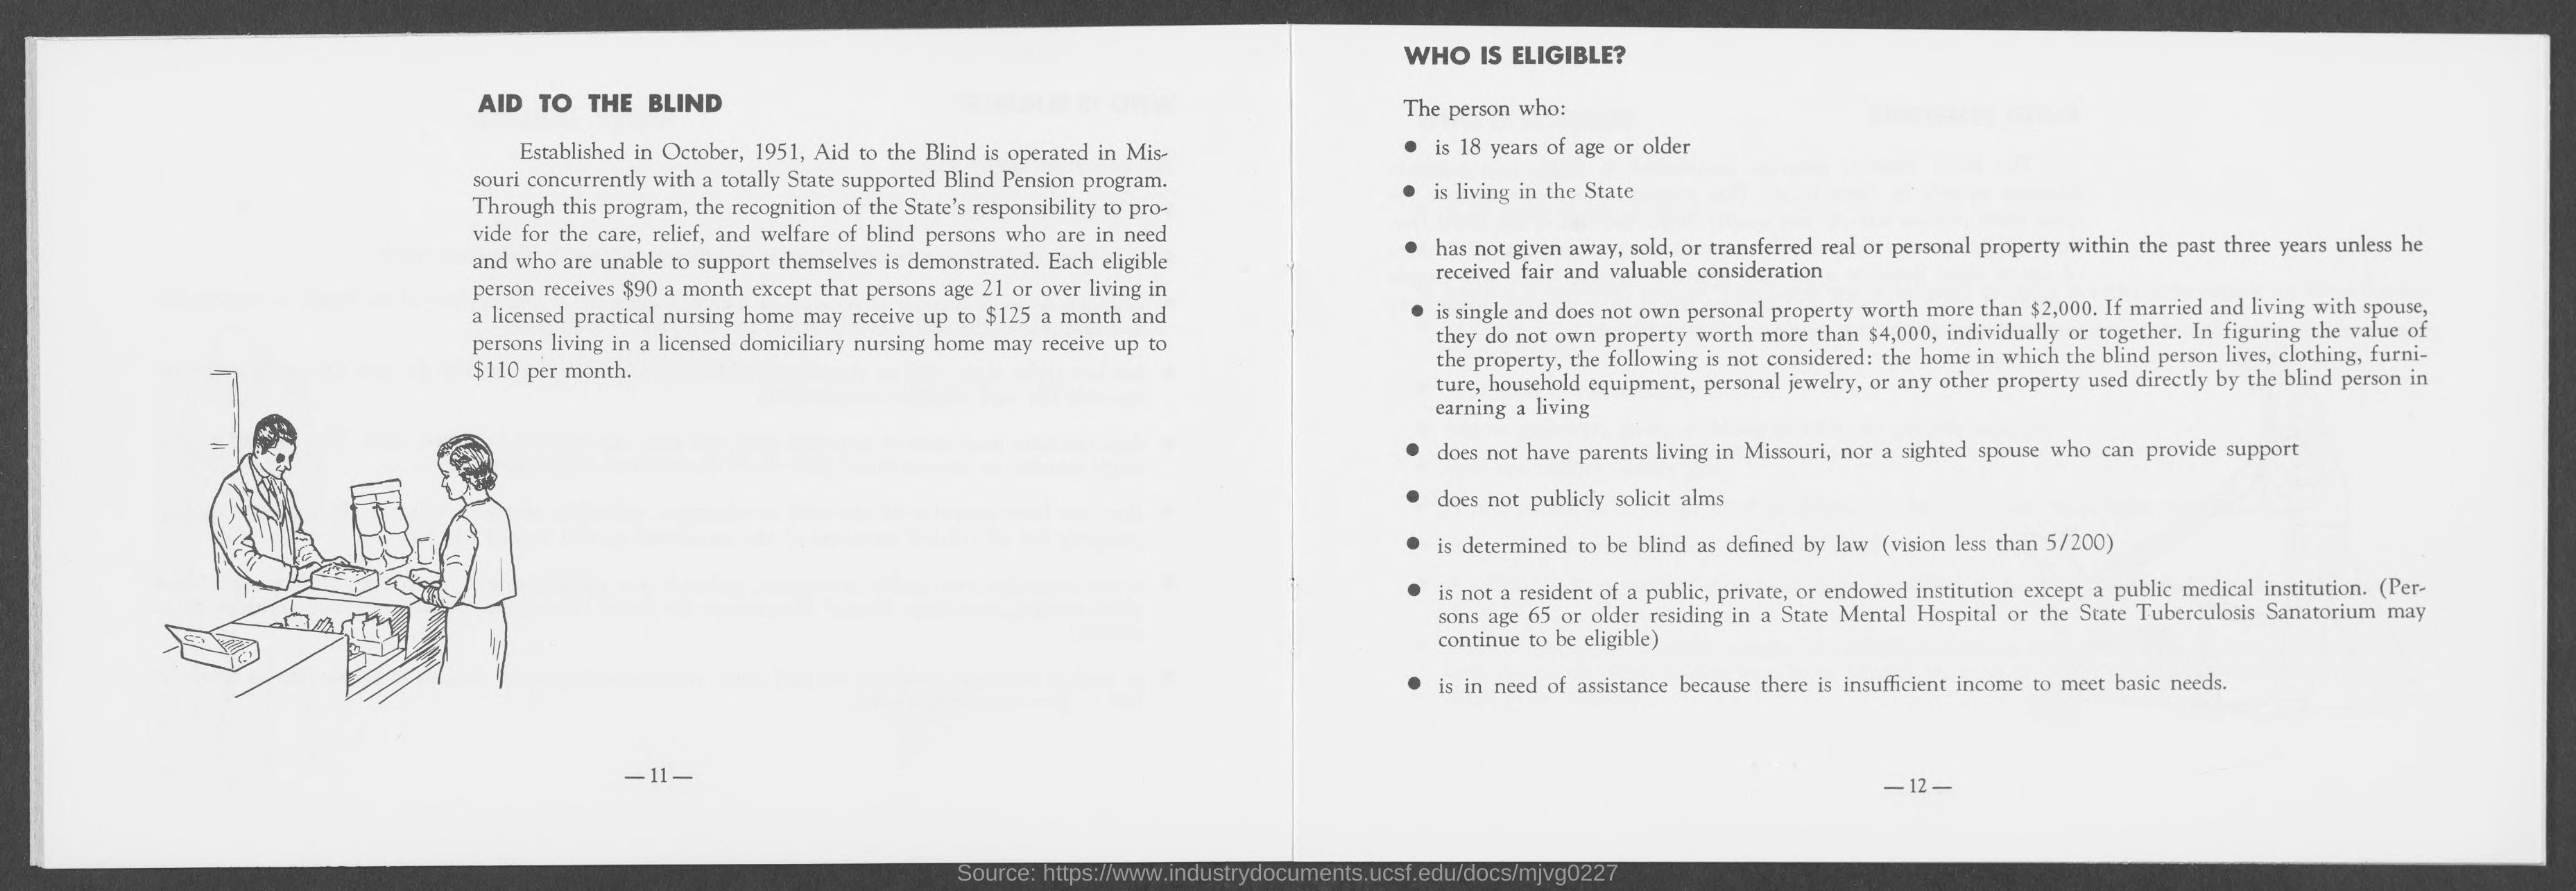 AID TO THE BLIND
Established in October, 1951, Aid to the Blind is operated in Mis-
souri concurrently with a totally State supported Blind Pension program.
Through this program, the recognition of the State's responsibility to pro-
vide for the care, relief, and welfare of blind persons who are in need
and who are unable to support themselves is demonstrated. Each eligible
person receives $90 a month except that persons age 21 or over living in
a licensed practical nursing home may receive up to $125 a month and
persons living in a licensed domiciliary nursing home may receive up to
$110 per month.
— 11 —
WHO IS ELIGIBLE?
The person who:
● is 18 years of age or older
● is living in the State
● has not given away, sold, or transferred real or personal property within the past three years unless he
received fair and valuable consideration
● is single and does not own personal property worth more than $2,000. If married and living with spouse,
they do not own property worth more than $4,000, individually or together. In figuring the value of
the property, the following is not considered: the home in which the blind person lives, clothing, furni-
ture, household equipment, personal jewelry, or any other property used directly by the blind person in
earning a living
● does not have parents living in Missouri, nor a sighted spouse who can provide support
● does not publicly solicit alms
● is determined to be blind as defined by law (vision less than 5/200)
● is not a resident of a public, private, or endowed institution except a public medical institution. (Per-
sons age 65 or older residing in a State Mental Hospital or the State Tuberculosis Sanatorium may
continue to be eligible)
● is in need of assistance because there is insufficient income to meet basic needs.
— 12 —
Source: https://www.industrydocuments.ucsf.edu/docs/mjvg0227